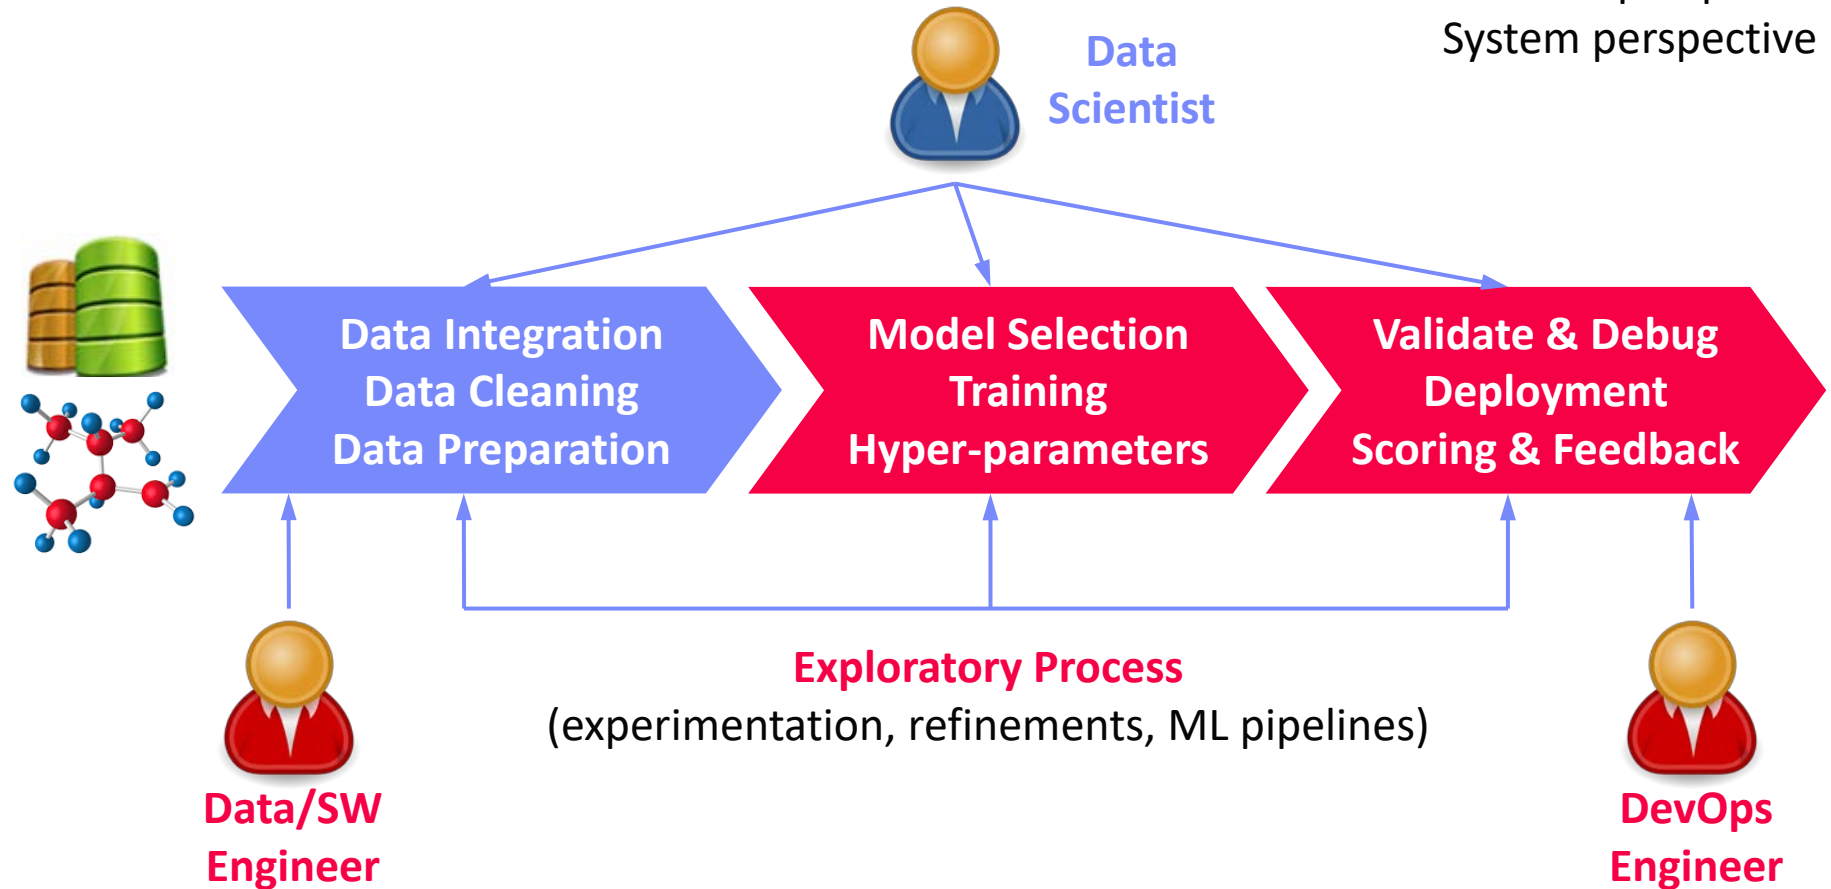 System perspective
Data
Scientist
Data Integration
Data Cleaning
Data Preparation
Model Selection
Training
Hyper-parameters
Validate & Debug
Deployment
Scoring & Feedback
Exploratory Process
(experimentation, refinements, ML pipelines)
Data/SW
Engineer
DevOps
Engineer